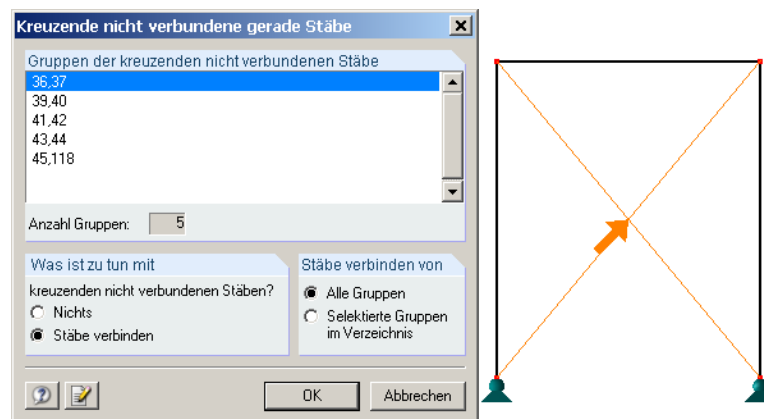 Kreuzende nicht verbundene gerade Stäbe
Gruppen der kreuzenden nicht verbundenen Stäbe
36,37
39,40
41,42
43,44
45,118
Anzahl Gruppen: 5
Was ist zu tun mit
kreuzenden nicht verbundenen Stäben?
Nichts
Stäbe verbinden
Stäbe verbinden von
Alle Gruppen
Selektierte Gruppen
im Verzeichnis
OK
Abbrechen